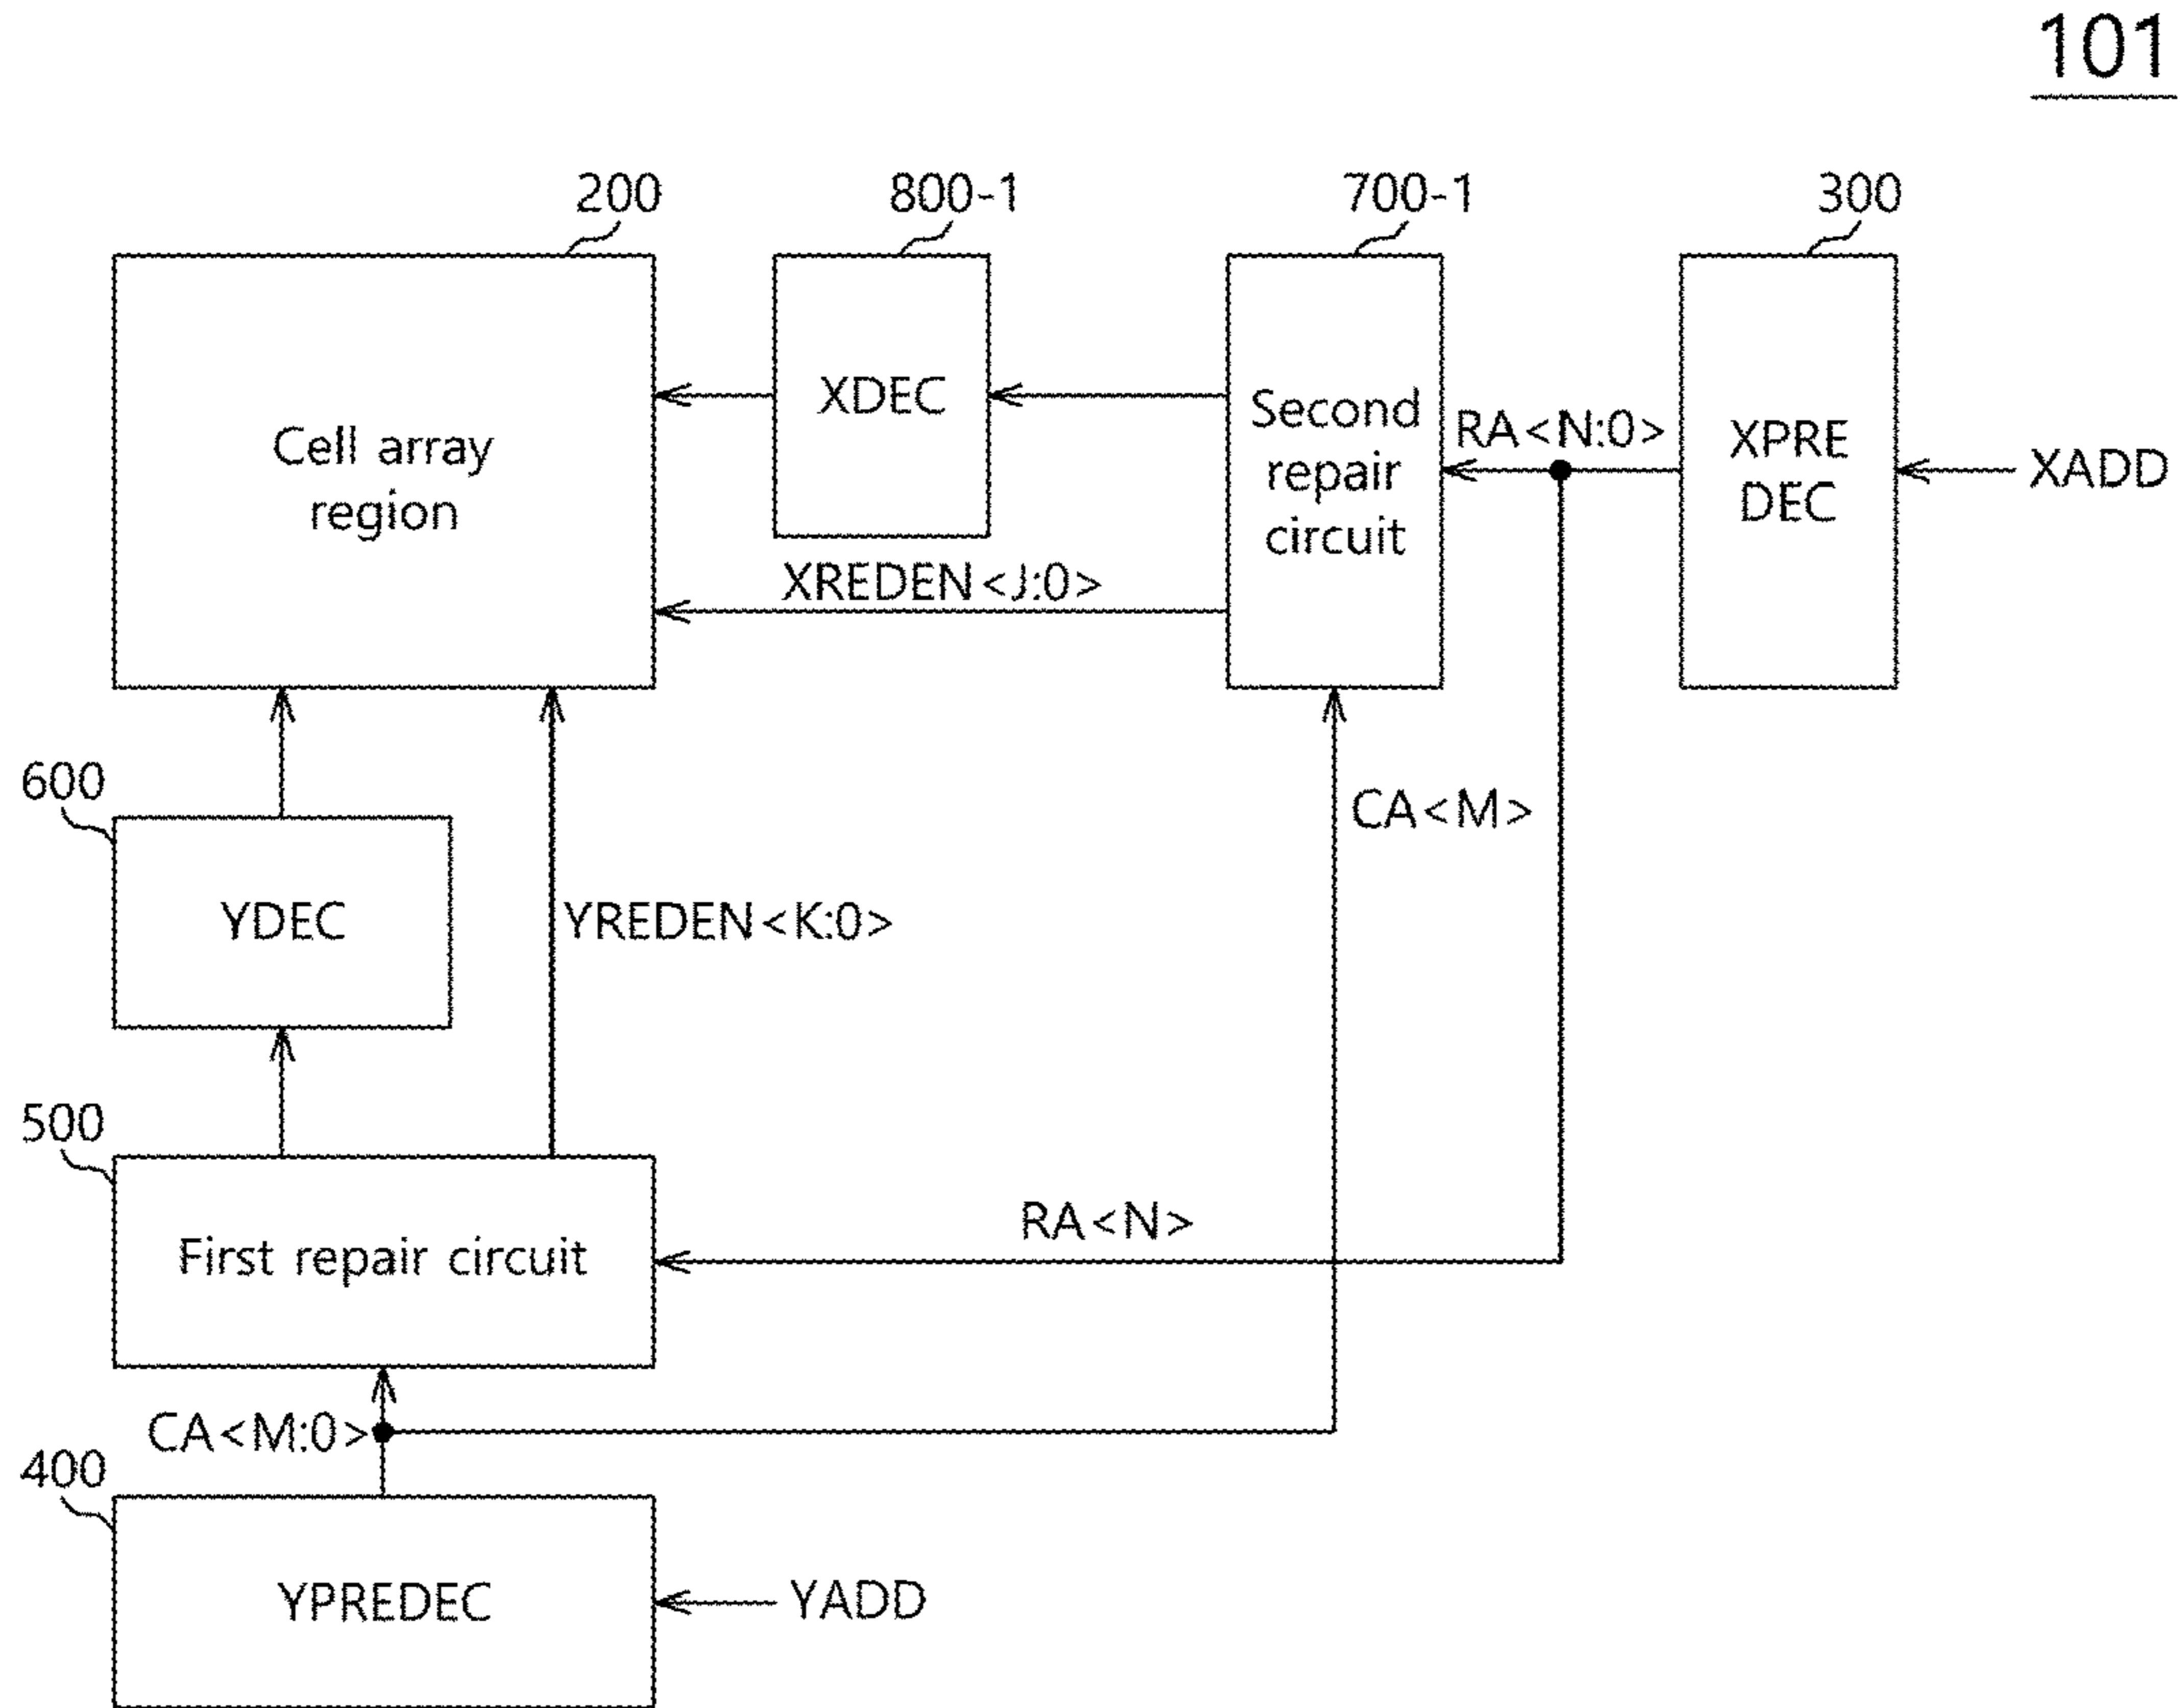 101
200
800-1
700-1
300
Cell array
region
XDEC
Second
repair
circuit
RA<N:0>
XPRE
DEC
XADD
XREDEN<J:0>
600
YDEC
YREDEN<K:0>
CA<M>
500
First repair circuit
RA<N>
CA<M:0>
400
YPREDEC
YADD